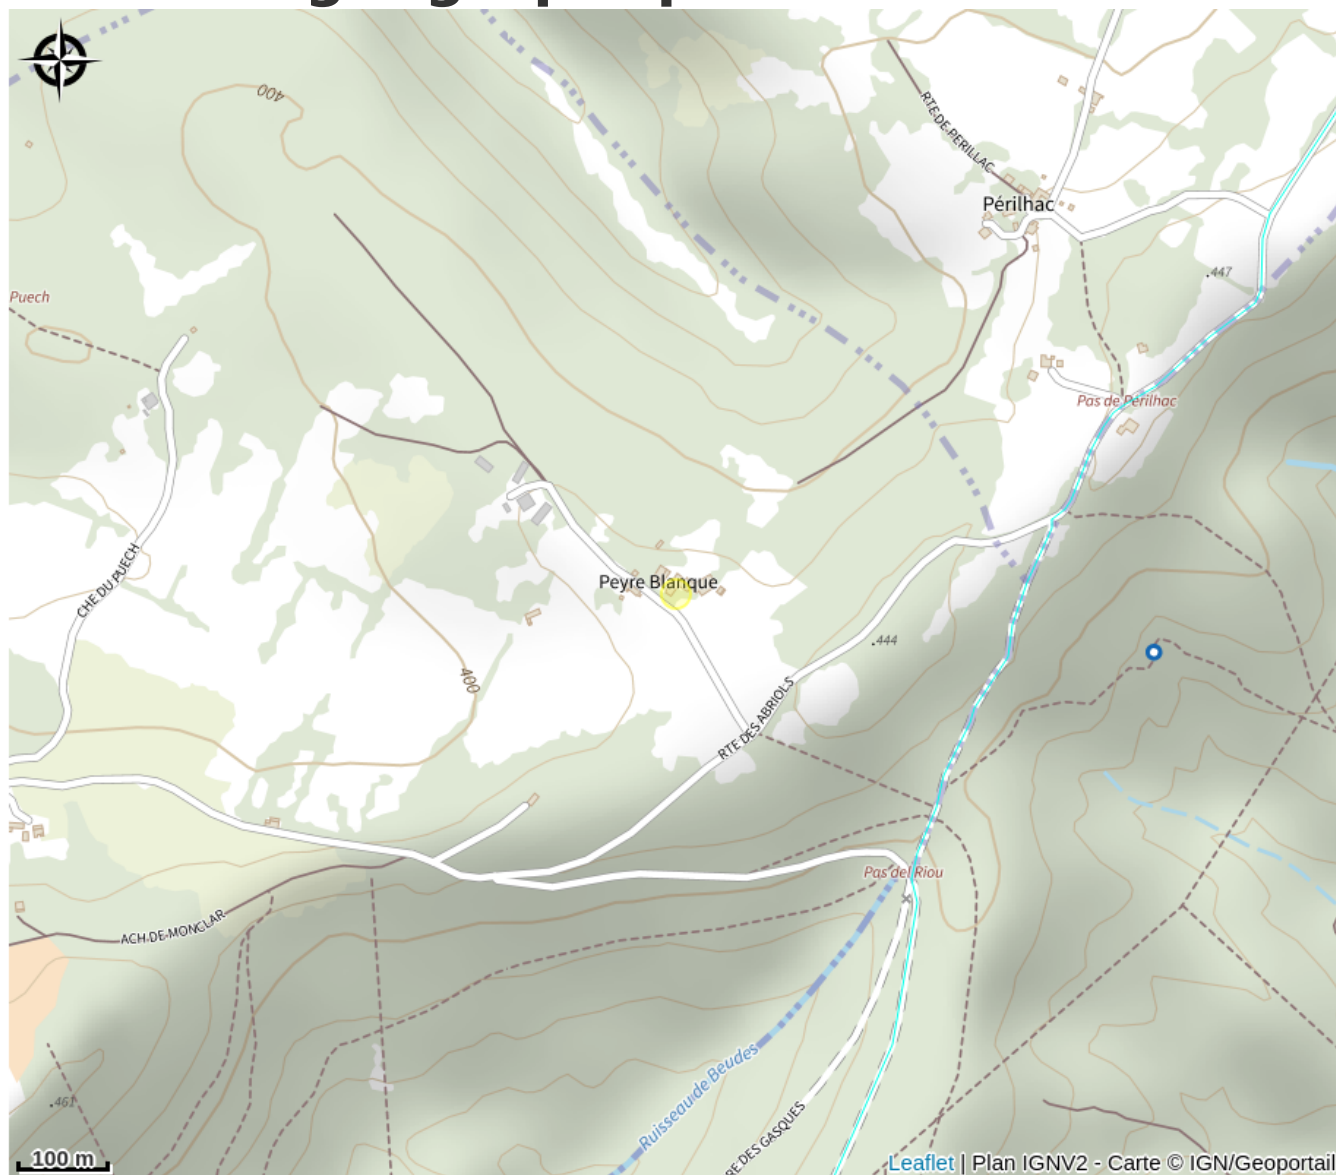 400
RTE-DE-PERILLAC
Périlhac
447
Puech
Pas de Périlhac
CHE DU PUECH
Peyre Blanque
444
400
RTE DES ABRIOLS
Pas del Riou
ACH DE MONCLAR
Ruisseau de Beudes
461
RE DES GASQUES
100 m
Leaflet | Plan IGNV2 - Carte © IGN/Geoportail